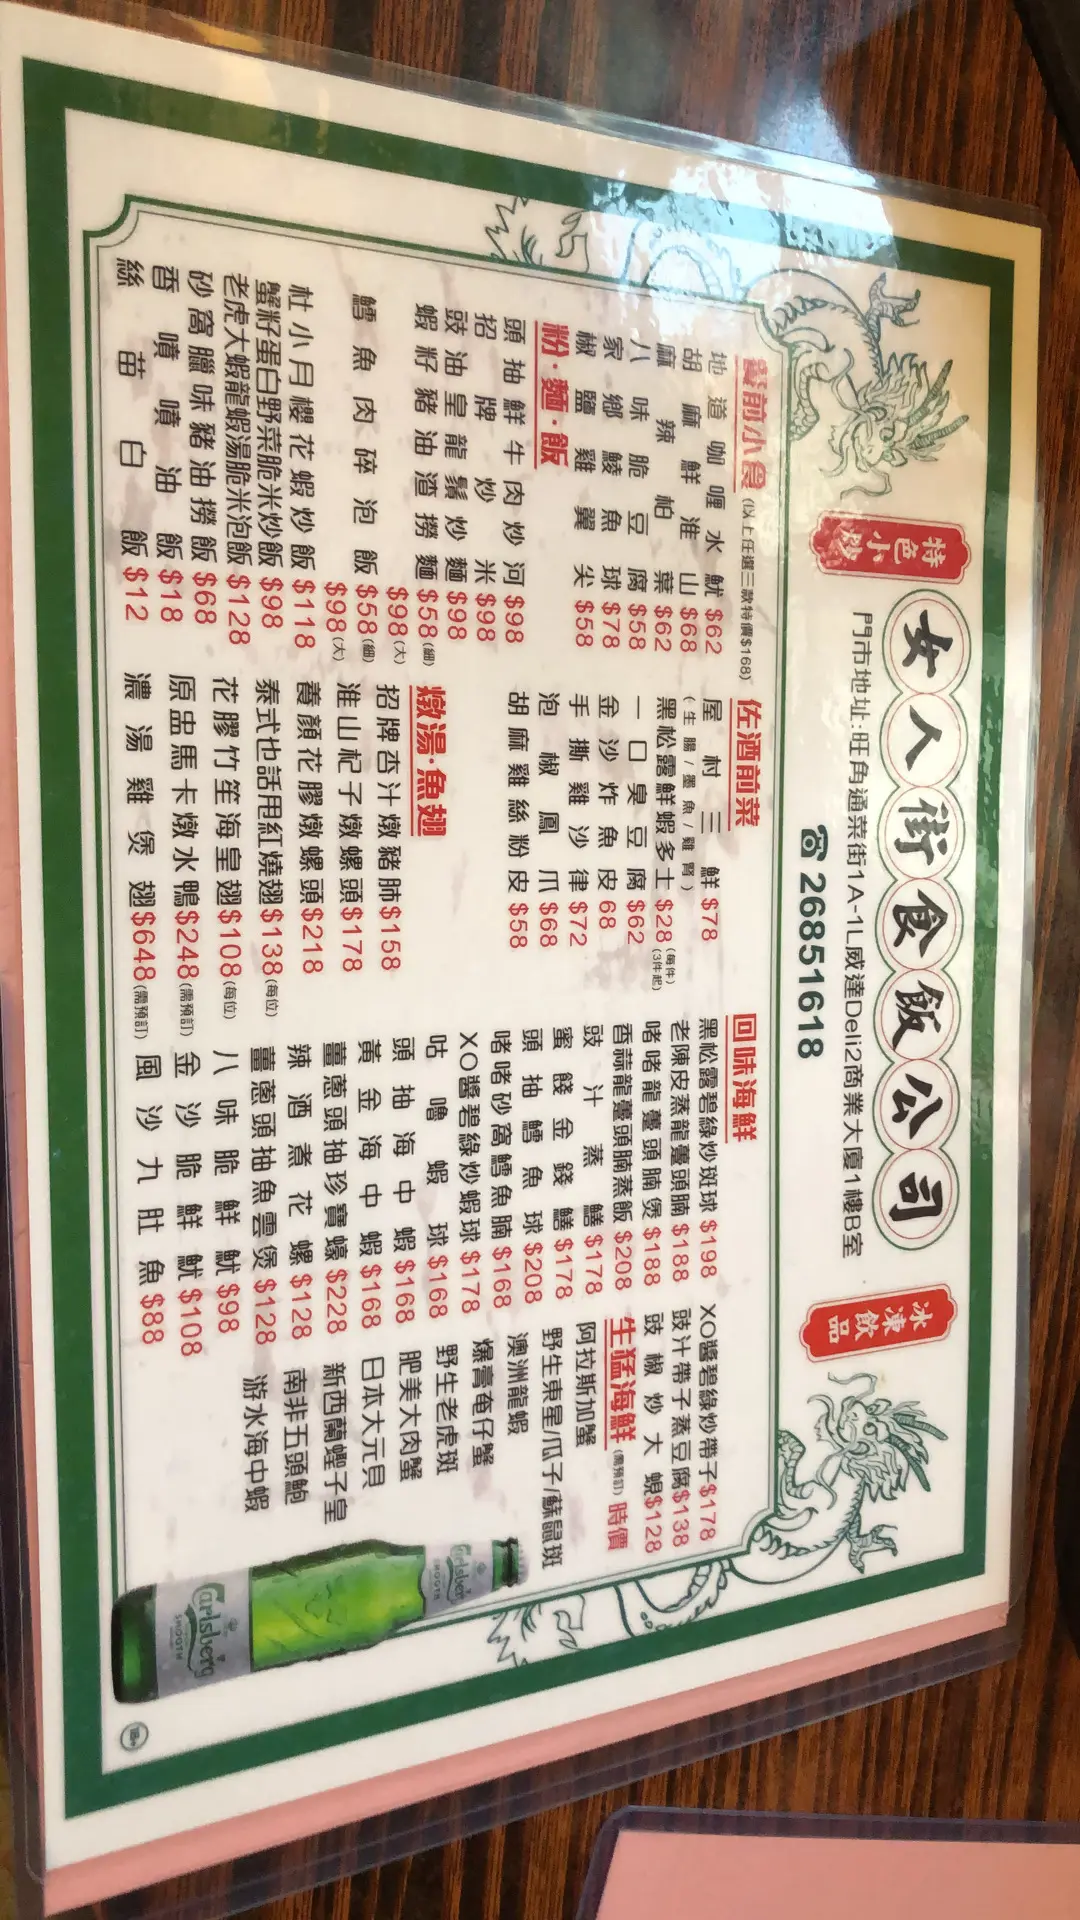 特色小炒
女人街食飯公司
冰凍飲品
門市地址:旺角通菜街1A-1L威達Deli2商業大廈1樓B室
☎ 26851618
餐前小食 (以上任選三款特價$168)
地道咖喱水魷 $62
胡麻鮮淮山 $68
麻辣柏葉 $62
八味脆豆腐 $58
家鄉鯪魚球 $78
椒鹽雞翼尖 $58
粉·麵·飯
頭抽鮮牛肉炒河 $98
招牌炒米 $98
豉油皇龍鬚炒麵 $98
蝦籽豬油渣撈麵 $58(細)
$98(大)
鱈魚肉碎泡飯 $58(細)
$98(大)
杜小月櫻花蝦炒飯 $118
蟹籽蛋白野菜脆米炒飯 $98
老虎大蝦龍蝦湯脆米泡飯 $128
砂窩臘味豬油撈飯 $68
香噴噴油飯 $18
絲苗白飯 $12
佐酒前菜
屋村三鮮 $78
(生腸/墨魚/雞腎)
黑松露鮮蝦多士 $28(每件)(3件起)
一口臭豆腐 $62
金沙炸魚皮 68
手撕雞沙律 $72
泡椒鳳爪 $68
胡麻雞絲粉皮 $58
燉湯·魚翅
招牌杏汁燉豬肺 $158
淮山杞子燉螺頭 $178
養顏花膠燉螺頭 $218
泰式也話用紅燒翅 $138(每位)
花膠竹笙海皇翅 $108(每位)
原盅馬卡燉水鴨 $248(需預訂)
濃湯雞煲翅 $648(需預訂)
回味海鮮
黑松露碧綠炒斑球 $198
老陳皮蒸龍躉頭腩 $188
啫啫龍躉頭腩煲 $188
香蒜龍躉頭腩蒸飯 $208
豉汁蒸鱔 $178
蜜餞金錢鱔 $178
頭抽鱈魚球 $208
啫啫砂窩鱈魚腩 $168
XO醬碧綠炒蝦球 $178
咕嚕蝦球 $168
頭抽海中蝦 $168
黃金海中蝦 $168
薑蔥頭抽珍寶蠔 $228
辣酒煮花螺 $128
薑蔥頭抽魚雲煲 $128
八味脆鮮魷 $98
金沙脆鮮魷 $108
風沙九肚魚 $88
XO醬碧綠炒帶子 $178
豉汁帶子蒸豆腐 $138
豉椒炒大蜆 $128
生猛海鮮 (需預訂) 時價
阿拉斯加蟹
野生東星/瓜子/蘇鼠斑
澳洲龍蝦
爆膏奄仔蟹
野生老虎斑
肥美大肉蟹
日本大元貝
新西蘭蟶子皇
南非五頭鮑
游水海中蝦
Carlsberg
SMOOTH
Carlsberg
SMOOTH
18+